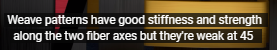 Weave patterns have good stiffness and strength
along the two fiber axes but they're weak at 45